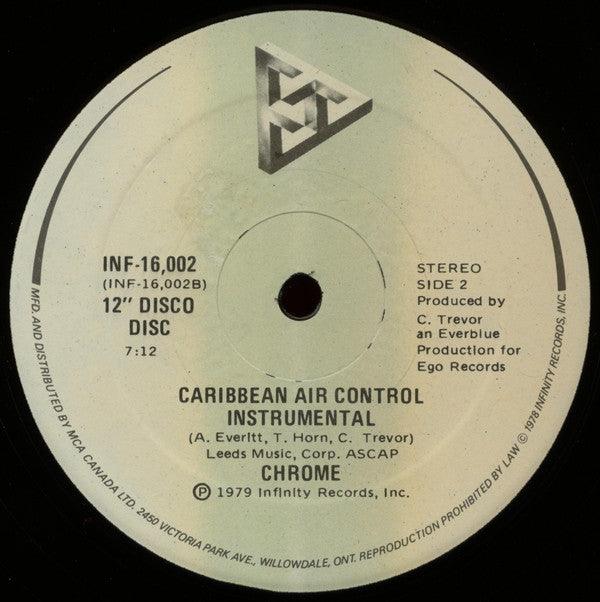 INF-16,002
(INF-16,002B)
12" DISCO
DISC
7:12
STEREO
SIDE 2
Produced by
C. Trevor
an Everblue
Production for
Ego Records
CARIBBEAN AIR CONTROL
INSTRUMENTAL
(A. Everitt, T. Horn, C. Trevor)
Leeds Music, Corp. ASCAP
CHROME
Ⓟ 1979 Infinity Records, Inc.
MFD. AND DISTRIBUTED BY MCA CANADA LTD. 2450 VICTORIA PARK AVE., WILLOWDALE, ONT. REPRODUCTION PROHIBITED BY LAW © 1978 INFINITY RECORDS, INC.